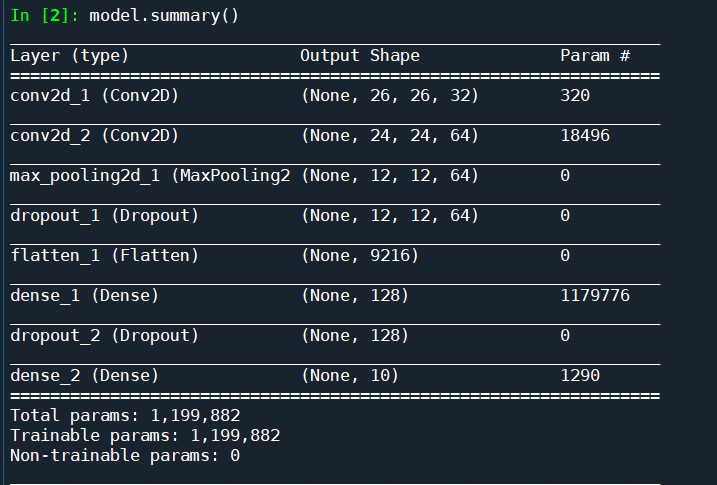 In [2]: model.summary()
Layer (type) Output Shape Param #
conv2d_1 (Conv2D) (None, 26, 26, 32) 320
conv2d_2 (Conv2D) (None, 24, 24, 64) 18496
max_pooling2d_1 (MaxPooling2 (None, 12, 12, 64) 0
dropout_1 (Dropout) (None, 12, 12, 64) 0
flatten_1 (Flatten) (None, 9216) 0
dense_1 (Dense) (None, 128) 1179776
dropout_2 (Dropout) (None, 128) 0
dense_2 (Dense) (None, 10) 1290
Total params: 1,199,882
Trainable params: 1,199,882
Non-trainable params: 0